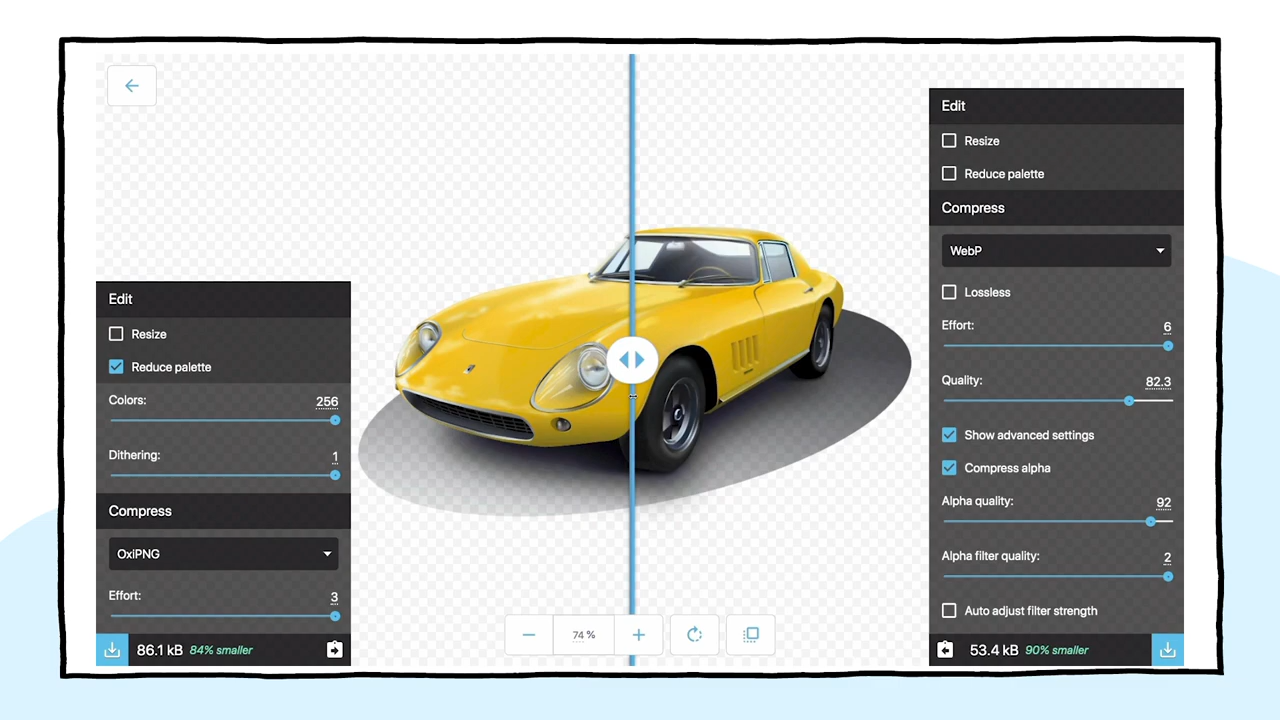 Edit
Resize
Reduce palette
Colors: 256
Dithering: 1
Compress
OxiPNG
Effort: 3
86.1 kB 84% smaller
74 %
Edit
Resize
Reduce palette
Compress
WebP
Lossless
Effort: 6
Quality: 82.3
Show advanced settings
Compress alpha
Alpha quality: 92
Alpha filter quality: 2
Auto adjust filter strength
53.4 kB 90% smaller